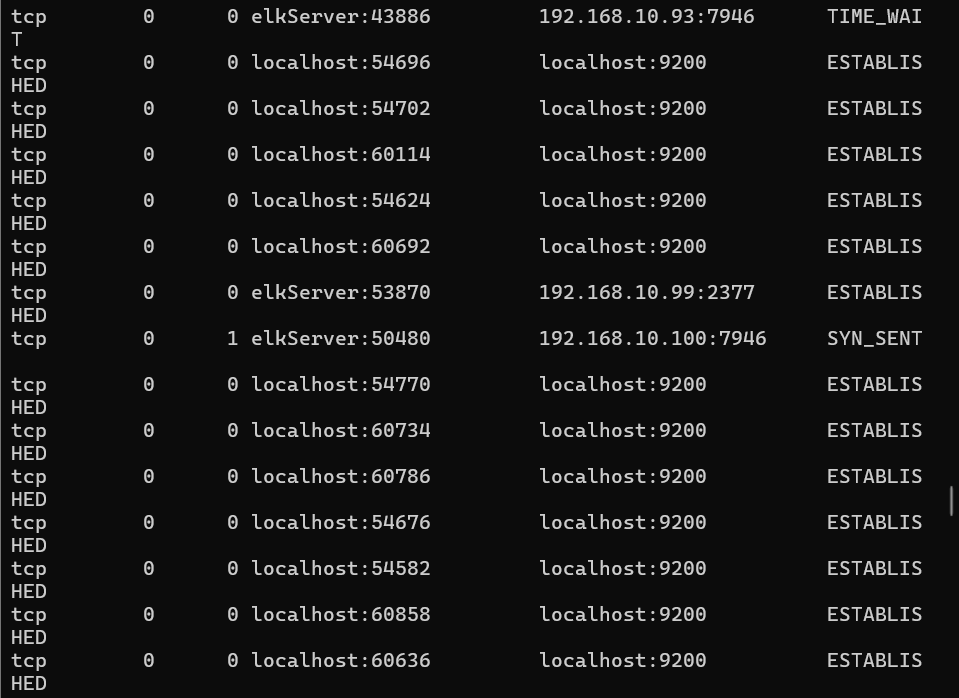 tcp        0      0 elkServer:43886         192.168.10.93:7946      TIME_WAI
T
tcp        0      0 localhost:54696         localhost:9200          ESTABLIS
HED
tcp        0      0 localhost:54702         localhost:9200          ESTABLIS
HED
tcp        0      0 localhost:60114         localhost:9200          ESTABLIS
HED
tcp        0      0 localhost:54624         localhost:9200          ESTABLIS
HED
tcp        0      0 localhost:60692         localhost:9200          ESTABLIS
HED
tcp        0      0 elkServer:53870         192.168.10.99:2377      ESTABLIS
HED
tcp        0      1 elkServer:50480         192.168.10.100:7946     SYN_SENT
tcp        0      0 localhost:54770         localhost:9200          ESTABLIS
HED
tcp        0      0 localhost:60734         localhost:9200          ESTABLIS
HED
tcp        0      0 localhost:60786         localhost:9200          ESTABLIS
HED
tcp        0      0 localhost:54676         localhost:9200          ESTABLIS
HED
tcp        0      0 localhost:54582         localhost:9200          ESTABLIS
HED
tcp        0      0 localhost:60858         localhost:9200          ESTABLIS
HED
tcp        0      0 localhost:60636         localhost:9200          ESTABLIS
HED